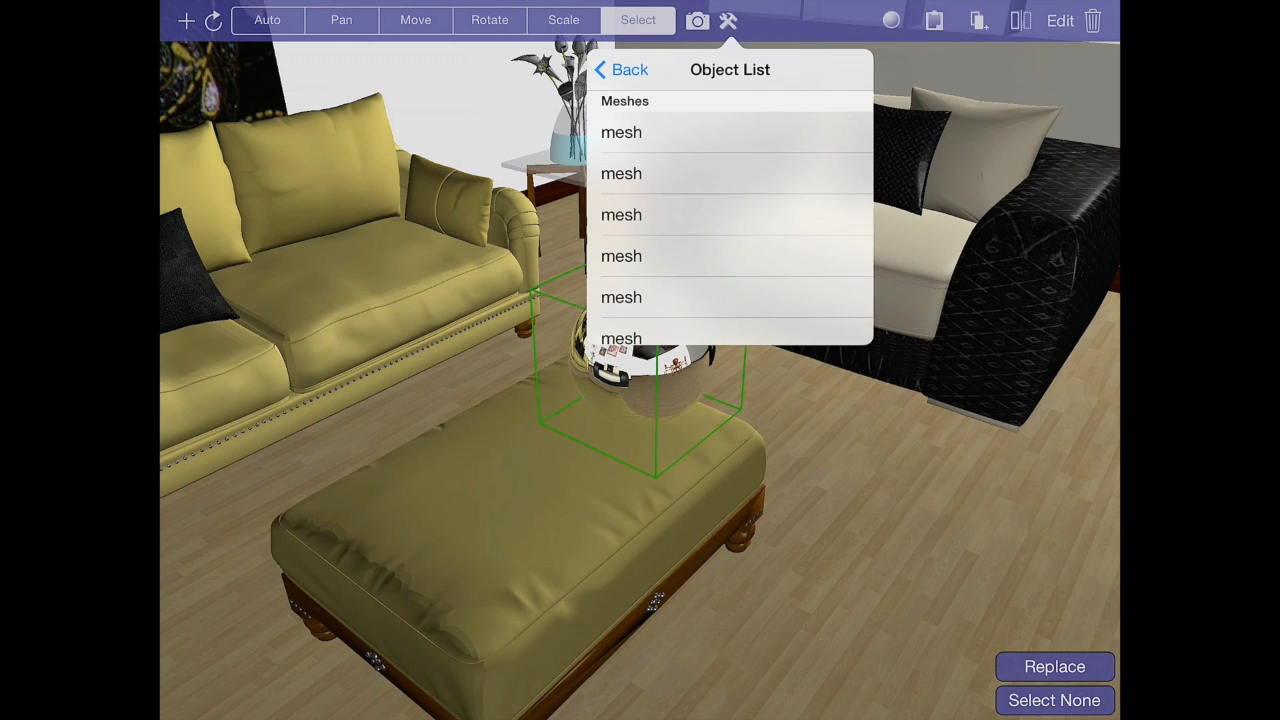 Auto Pan Move Rotate Scale Select Edit
Back Object List
Meshes
mesh
mesh
mesh
mesh
mesh
mesh
Replace
Select None